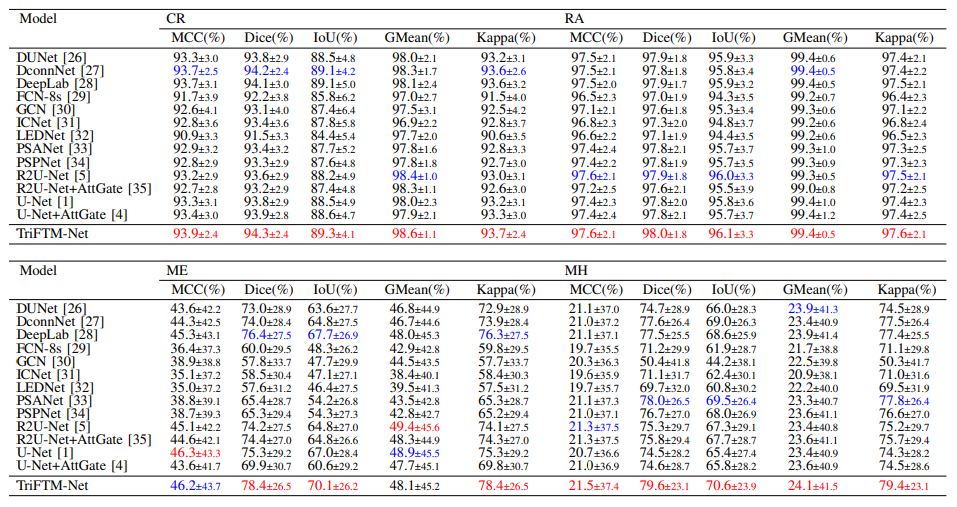 Model CR RA
MCC(%) Dice(%) IoU(%) GMean(%) Kappa(%) MCC(%) Dice(%) IoU(%) GMean(%) Kappa(%)
DUNet [26] 93.3±3.0 93.8±2.9 88.5±4.8 98.0±2.1 93.2±3.1 97.5±2.1 97.9±1.8 95.9±3.3 99.4±0.6 97.4±2.1
DconnNet [27] 93.7±2.5 94.2±2.4 89.1±4.2 98.3±1.7 93.6±2.6 97.5±2.1 97.8±1.8 95.8±3.4 99.4±0.5 97.4±2.2
DeepLab [28] 93.7±3.1 94.1±3.0 89.1±5.0 98.1±2.4 93.6±3.2 97.5±2.0 97.9±1.7 95.9±3.2 99.4±0.6 97.5±2.1
FCN-8s [29] 91.7±3.9 92.2±3.8 85.8±6.2 97.0±2.7 91.5±4.0 96.5±2.3 97.0±1.9 94.3±3.5 99.2±0.7 96.4±2.3
GCN [30] 92.6±4.1 93.1±4.0 87.4±6.4 97.5±3.1 92.5±4.2 97.1±2.1 97.6±1.8 95.3±3.4 99.3±0.6 97.1±2.2
ICNet [31] 92.8±3.6 93.4±3.6 87.8±5.8 96.9±2.2 92.8±3.7 96.8±2.3 97.3±2.0 94.8±3.7 99.2±0.6 96.8±2.4
LEDNet [32] 90.9±3.3 91.5±3.3 84.4±5.4 97.7±2.0 90.6±3.5 96.6±2.2 97.1±1.9 94.4±3.5 99.2±0.6 96.5±2.3
PSANet [33] 92.9±3.2 93.4±3.2 87.7±5.2 97.8±1.6 92.8±3.3 97.4±2.4 97.8±2.1 95.7±3.7 99.3±1.0 97.3±2.5
PSPNet [34] 92.8±2.9 93.3±2.9 87.6±4.8 97.8±1.8 92.7±3.0 97.4±2.2 97.8±1.9 95.7±3.5 99.3±0.9 97.3±2.3
R2U-Net [5] 93.2±2.9 93.6±2.9 88.2±4.9 98.4±1.0 93.0±3.1 97.6±2.1 97.9±1.8 96.0±3.3 99.3±0.9 97.5±2.1
R2U-Net+AttGate [35] 92.7±2.8 93.2±2.9 87.4±4.8 98.3±1.1 92.6±3.0 97.2±2.5 97.6±2.1 95.5±3.9 99.0±0.8 97.2±2.5
U-Net [1] 93.3±3.1 93.8±2.9 88.5±4.9 98.0±2.3 93.2±3.1 97.4±2.3 97.8±2.0 95.8±3.6 99.4±1.0 97.4±2.3
U-Net+AttGate [4] 93.4±3.0 93.9±2.8 88.6±4.7 97.9±2.1 93.3±3.0 97.4±2.4 97.8±2.1 95.7±3.7 99.4±1.2 97.4±2.5
TriFTM-Net 93.9±2.4 94.3±2.4 89.3±4.1 98.6±1.1 93.7±2.4 97.6±2.1 98.0±1.8 96.1±3.3 99.4±0.5 97.6±2.1
Model ME MH
MCC(%) Dice(%) IoU(%) GMean(%) Kappa(%) MCC(%) Dice(%) IoU(%) GMean(%) Kappa(%)
DUNet [26] 43.6±42.2 73.0±28.9 63.6±27.7 46.8±44.9 72.9±28.9 21.1±37.0 74.7±28.9 66.0±28.3 23.9±41.3 74.5±28.9
DconnNet [27] 44.3±42.5 74.0±28.4 64.8±27.5 46.7±44.6 73.9±28.4 21.2±37.0 77.6±26.4 69.0±26.3 23.4±40.9 77.5±26.4
DeepLab [28] 45.3±43.1 76.4±27.5 67.7±26.9 48.0±45.3 76.3±27.5 21.1±37.1 77.5±25.5 68.6±25.9 23.9±41.4 77.4±25.5
FCN-8s [29] 36.4±37.3 60.0±29.5 48.3±26.2 42.9±42.8 59.8±29.5 19.7±35.5 71.2±29.9 61.9±28.7 21.7±38.8 71.1±29.8
GCN [30] 38.9±38.8 57.8±33.7 47.7±29.9 44.5±43.5 57.7±33.7 20.3±36.3 50.4±41.8 44.2±38.1 22.5±39.8 50.3±41.7
ICNet [31] 35.1±37.2 58.5±30.4 47.1±27.1 38.4±40.1 58.4±30.3 19.6±35.9 71.1±31.7 62.4±30.1 20.9±38.1 71.0±31.6
LEDNet [32] 35.0±37.2 57.6±31.2 46.4±27.5 39.5±41.3 57.5±31.2 19.7±35.7 69.7±32.0 60.8±30.2 22.2±40.0 69.5±31.9
PSANet [33] 38.8±39.1 65.4±28.7 54.2±26.8 43.5±42.8 65.3±28.7 21.1±37.3 78.0±26.5 69.5±26.4 23.3±40.7 77.8±26.4
PSPNet [34] 38.7±39.3 65.3±29.4 54.3±27.3 42.8±42.7 65.2±29.4 21.0±37.1 76.7±27.0 68.0±26.9 23.6±41.1 76.6±27.0
R2U-Net [5] 45.1±42.2 74.2±27.5 64.8±27.0 49.4±45.6 74.1±27.5 21.3±37.5 75.3±29.7 67.3±29.1 23.4±40.8 75.2±29.7
R2U-Net+AttGate [35] 44.6±42.1 74.4±27.0 64.8±26.6 48.3±44.9 74.3±27.0 21.3±37.5 75.8±29.4 67.7±28.6 23.6±41.1 75.7±29.4
U-Net [1] 46.3±43.3 75.3±29.2 67.0±28.4 48.9±45.5 75.3±29.2 20.7±36.6 74.5±28.2 65.4±27.4 23.4±40.9 74.3±28.2
U-Net+AttGate [4] 43.6±41.7 69.9±30.7 60.6±29.2 47.7±45.1 69.8±30.7 21.0±36.9 74.6±28.7 65.8±28.2 23.6±40.9 74.5±28.6
TriFTM-Net 46.2±43.7 78.4±26.5 70.1±26.2 48.1±45.2 78.4±26.5 21.5±37.4 79.6±23.1 70.6±23.9 24.1±41.5 79.4±23.1